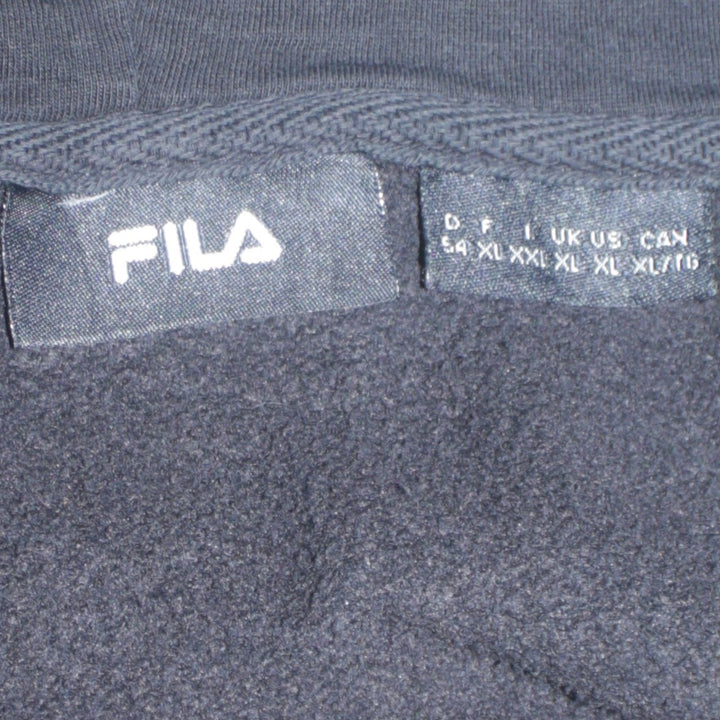 FILA
D F I UK US CAN
54 XL XXL XL XL XL/TG